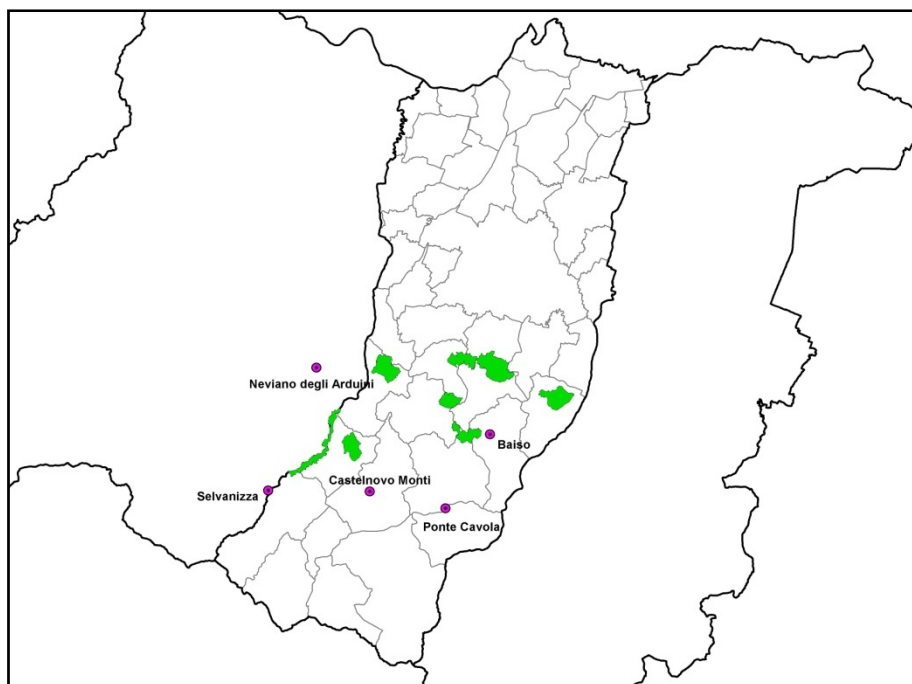 Neviano degli Arduini
Baiso
Castelnovo Monti
Selvanizza
Ponte Cavola